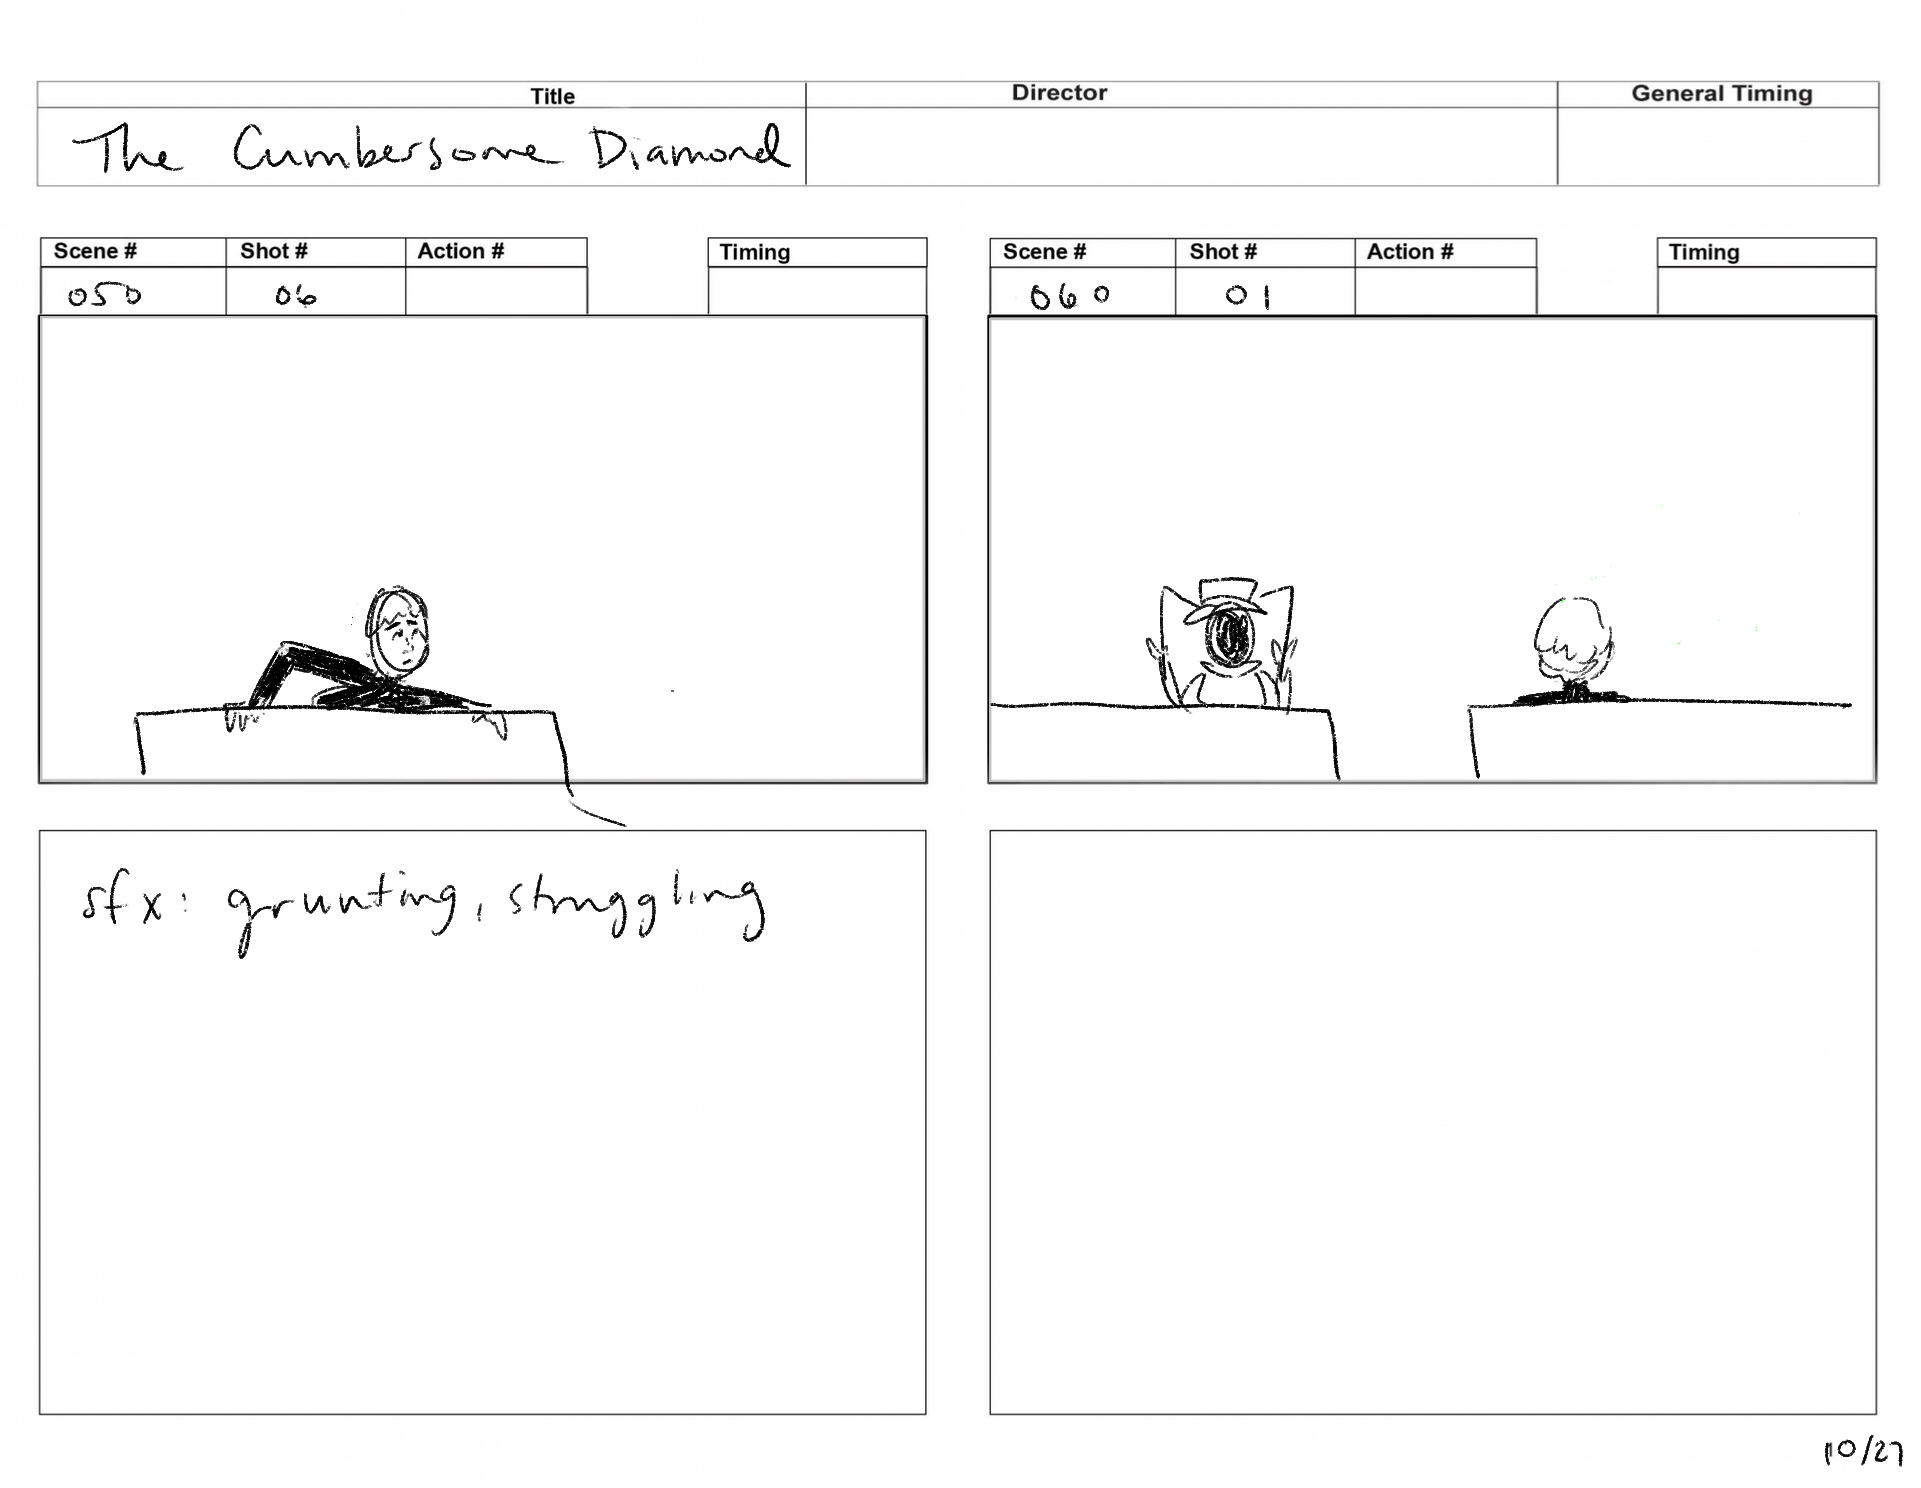 Title Director General Timing
The Cumbersome Diamond
Scene # Shot # Action # Timing
050 06
Scene # Shot # Action # Timing
060 01
sfx: grunting, struggling
10/27